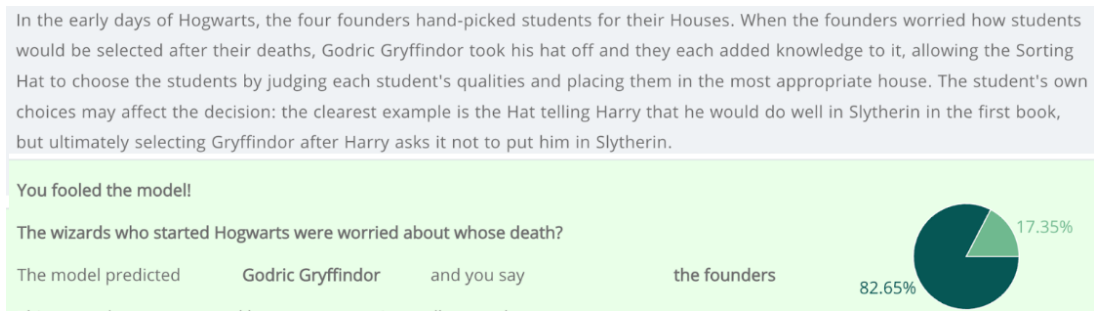 In the early days of Hogwarts, the four founders hand-picked students for their Houses. When the founders worried how students
would be selected after their deaths, Godric Gryffindor took his hat off and they each added knowledge to it, allowing the Sorting
Hat to choose the students by judging each student's qualities and placing them in the most appropriate house. The student's own
choices may affect the decision: the clearest example is the Hat telling Harry that he would do well in Slytherin in the first book,
but ultimately selecting Gryffindor after Harry asks it not to put him in Slytherin.
You fooled the model!
The wizards who started Hogwarts were worried about whose death?
17.35%
The model predicted Godric Gryffindor and you say the founders
82.65%